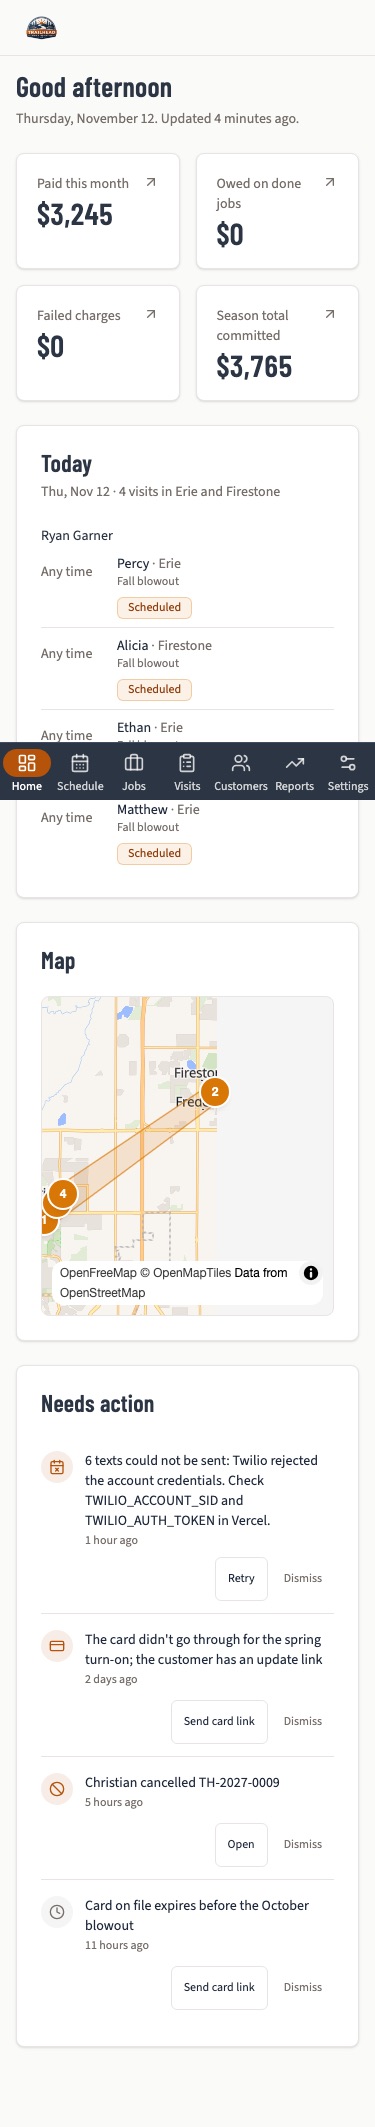 TRAILHEAD
Good afternoon
Thursday, November 12. Updated 4 minutes ago.
Paid this month
$3,245
Owed on done
jobs
$0
Failed charges
$0
Season total
committed
$3,765
Today
Thu, Nov 12 · 4 visits in Erie and Firestone
Ryan Garner
Any time
Percy · Erie
Fall blowout
Scheduled
Any time
Alicia · Firestone
Fall blowout
Scheduled
Any time
Ethan · Erie
Home
Schedule
Jobs
Visits
Customers
Reports
Settings
Any time
Matthew · Erie
Fall blowout
Scheduled
Map
2
4
1
OpenFreeMap © OpenMapTiles Data from
OpenStreetMap
Needs action
6 texts could not be sent: Twilio rejected
the account credentials. Check
TWILIO_ACCOUNT_SID and
TWILIO_AUTH_TOKEN in Vercel.
1 hour ago
Retry
Dismiss
The card didn't go through for the spring
turn-on; the customer has an update link
2 days ago
Send card link
Dismiss
Christian cancelled TH-2027-0009
5 hours ago
Open
Dismiss
Card on file expires before the October
blowout
11 hours ago
Send card link
Dismiss